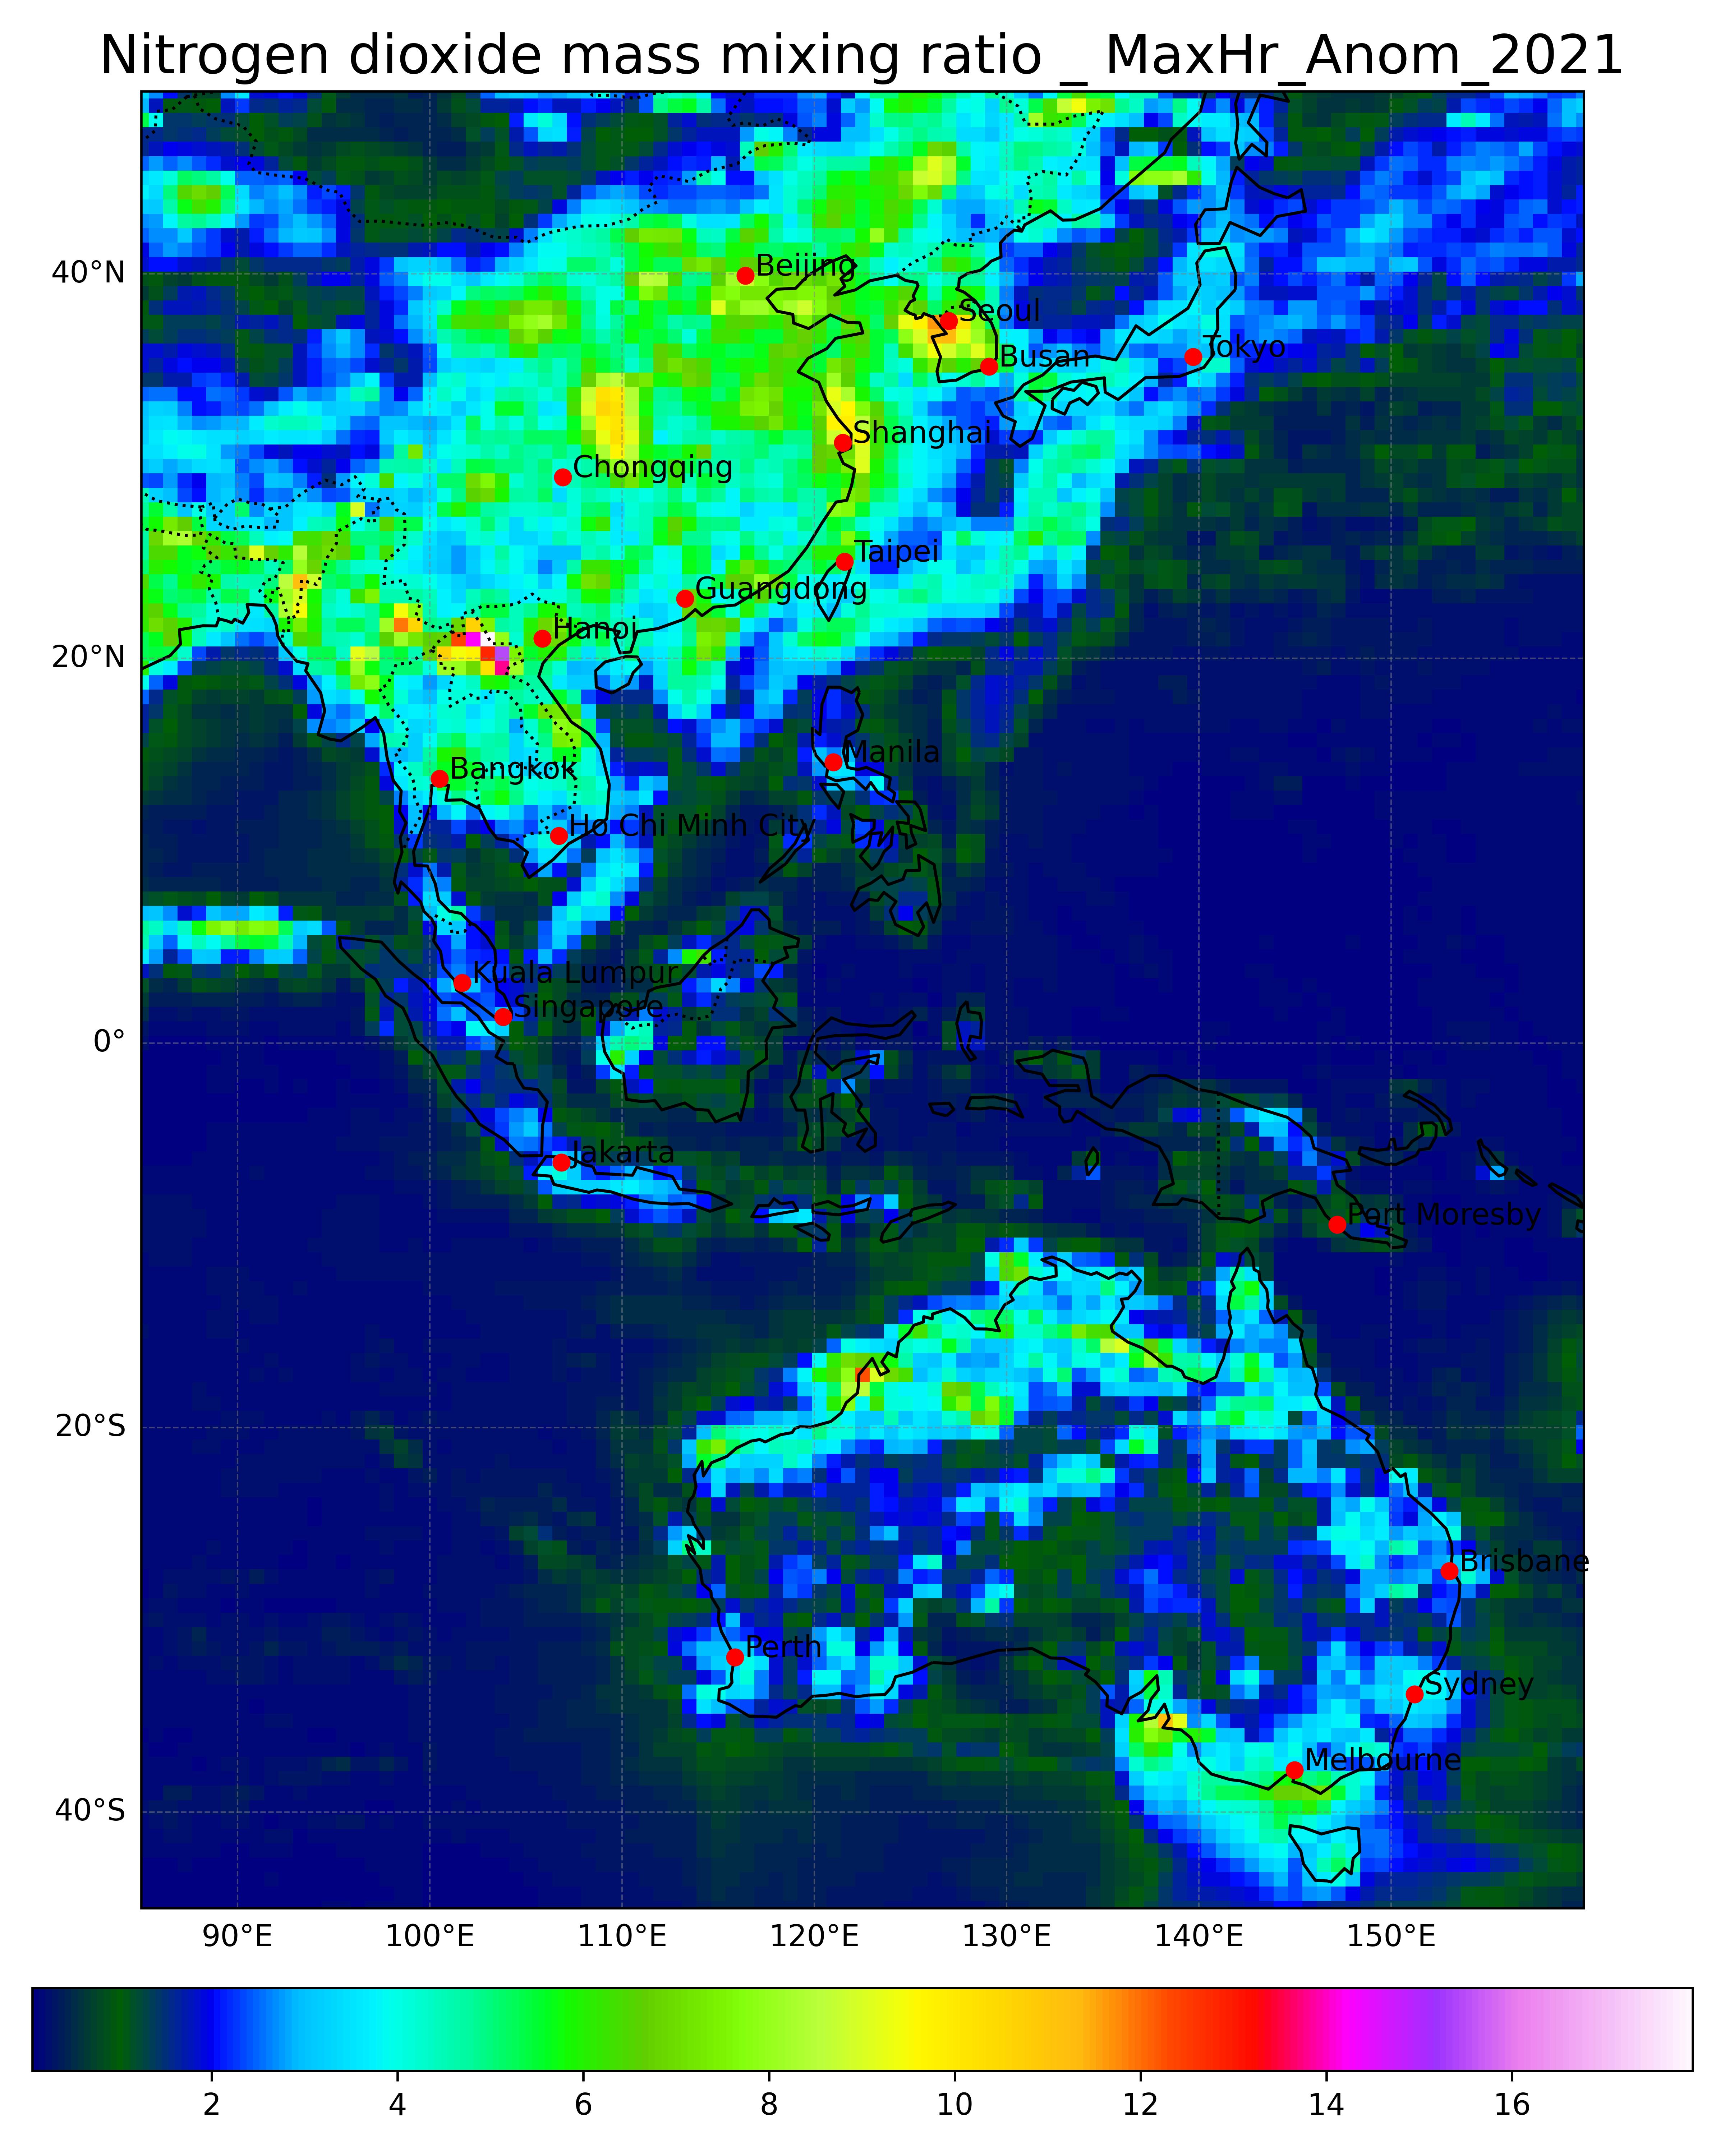 Nitrogen dioxide mass mixing ratio _ MaxHr_Anom_2021
40°N
20°N
0°
20°S
40°S
Beijing
Seoul
Tokyo
Busan
Shanghai
Chongqing
Taipei
Guangdong
Hanoi
Manila
Bangkok
Ho Chi Minh City
Kuala Lumpur
Singapore
Jakarta
Port Moresby
Brisbane
Perth
Sydney
Melbourne
90°E 100°E 110°E 120°E 130°E 140°E 150°E
2 4 6 8 10 12 14 16